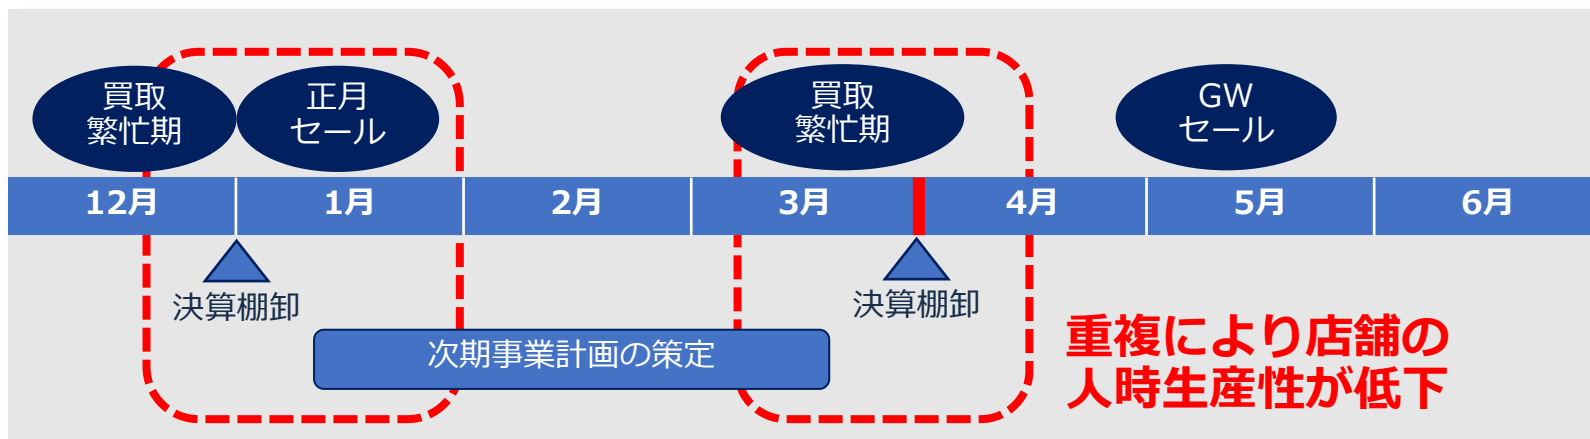 買取
繁忙期
正月
セール
買取
繁忙期
GW
セール
12月
1月
2月
3月
4月
5月
6月
決算棚卸
決算棚卸
次期事業計画の策定
重複により店舗の
人時生産性が低下